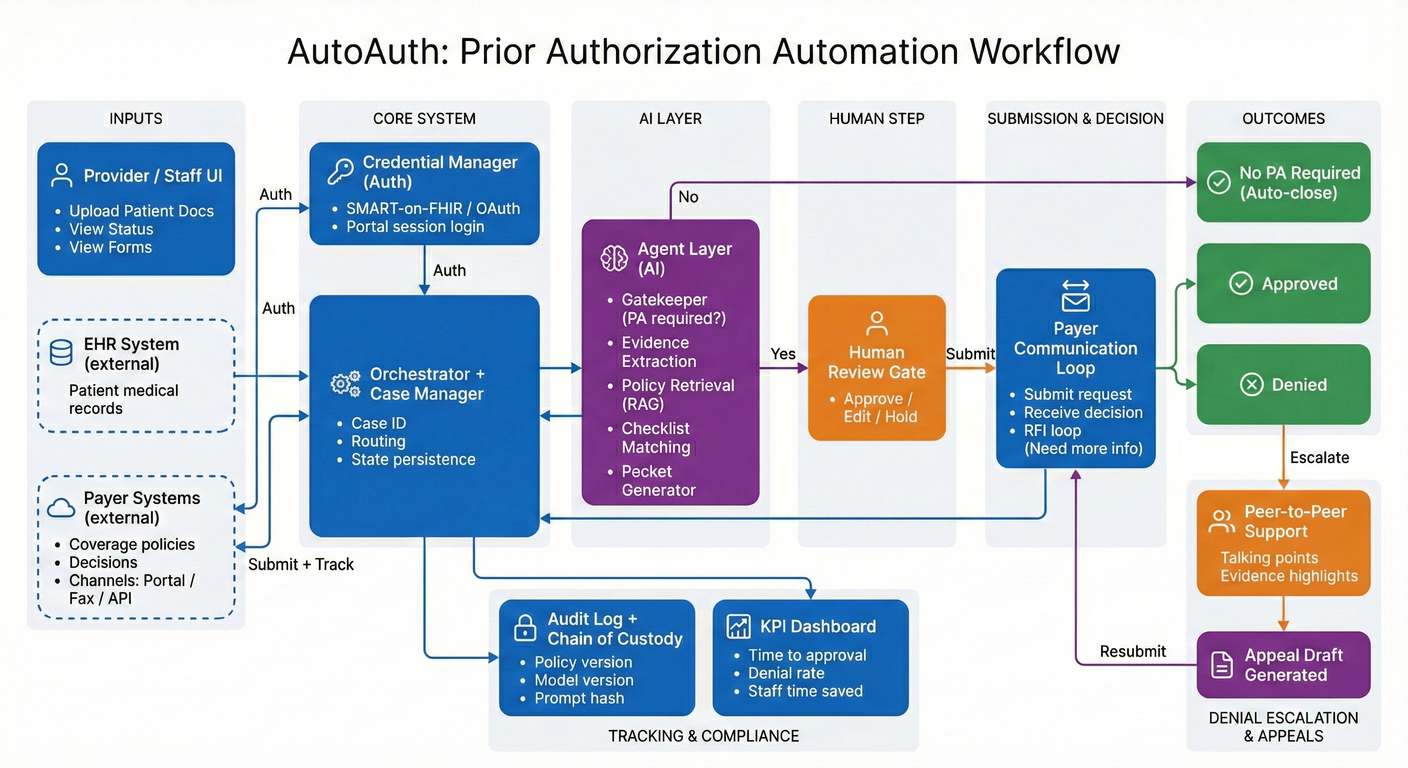 AutoAuth: Prior Authorization Automation Workflow
INPUTS
Provider / Staff UI
• Upload Patient Docs
• View Status
• View Forms
EHR System
(external)
Patient medical
records
Payer Systems
(external)
• Coverage policies
• Decisions
• Channels: Portal /
Fax / API
Auth
Auth
Submit + Track
CORE SYSTEM
Credential Manager
(Auth)
• SMART-on-FHIR / OAuth
• Portal session login
Auth
Orchestrator +
Case Manager
• Case ID
• Routing
• State persistence
AI LAYER
No
Agent Layer
(AI)
• Gatekeeper
(PA required?)
• Evidence
Extraction
• Policy Retrieval
(RAG)
• Checklist
Matching
• Pecket
Generator
Yes
HUMAN STEP
Human
Review Gate
• Approve /
Edit / Hold
Submit
SUBMISSION & DECISION
Payer
Communication
Loop
• Submit request
• Receive decision
• RFI loop
(Need more info)
OUTCOMES
No PA Required
(Auto-close)
Approved
Denied
Escalate
Peer-to-Peer
Support
Talking points
Evidence highlights
Appeal Draft
Generated
Resubmit
DENIAL ESCALATION
& APPEALS
Audit Log +
Chain of Custody
• Policy version
• Model version
• Prompt hash
KPI Dashboard
• Time to approval
• Denial rate
• Staff time saved
TRACKING & COMPLIANCE